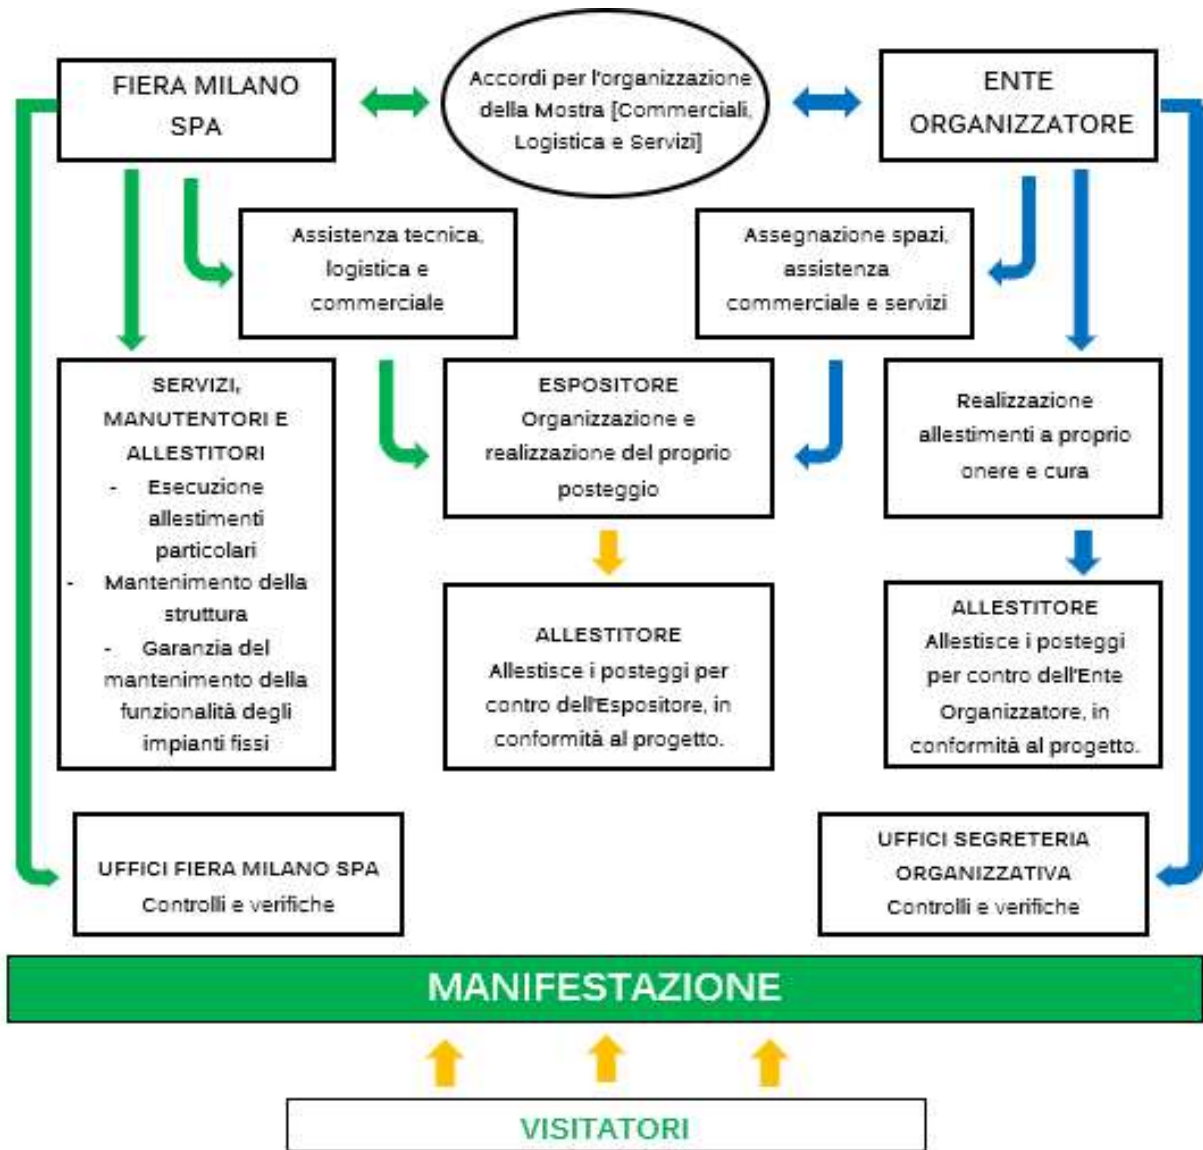 FIERA MILANO
SPA
Accordi per l'organizzazione
della Mostra [Commerciali,
Logistica e Servizi]
ENTE
ORGANIZZATORE
Assistenza tecnica,
logistica e
commerciale
Assegnazione spazi,
assistenza
commerciale e servizi
SERVIZI,
MANUTENTORI E
ALLESTITORI
- Esecuzione
allestimenti
particolari
- Mantenimento della
struttura
- Garanzia del
mantenimento della
funzionalità degli
impianti fissi
ESPOSITORE
Organizzazione e
realizzazione del proprio
posteggio
Realizzazione
allestimenti a proprio
onere e cura
ALLESTITORE
Allestisce i posteggi per
contro dell'Espositore, in
conformità al progetto.
ALLESTITORE
Allestisce i posteggi
per contro dell'Ente
Organizzatore, in
conformità al progetto.
UFFICI FIERA MILANO SPA
Controlli e verifiche
UFFICI SEGRETERIA
ORGANIZZATIVA
Controlli e verifiche
MANIFESTAZIONE
VISITATORI